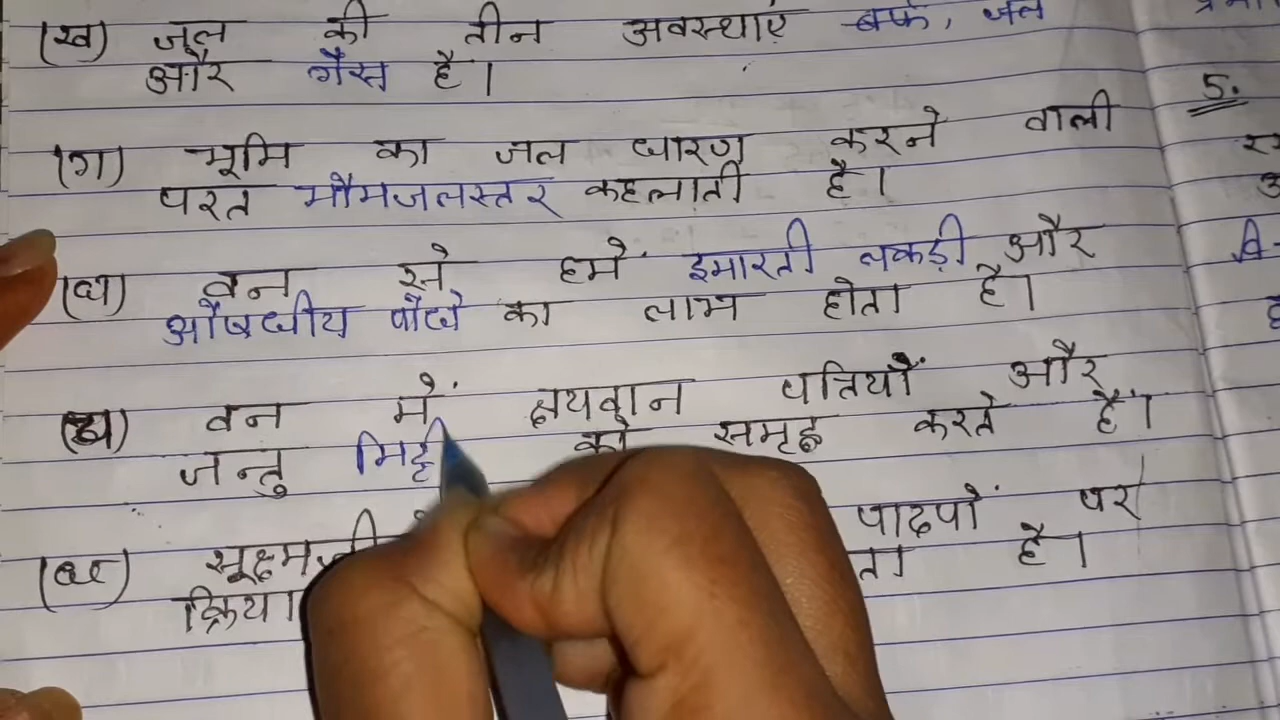 (ख) जल की तीन अवस्थाएं बर्फ, जल
और गैस है।
5.
(ग) भूमि का जल धारण करने वाली
परत भौमजलस्तर कहलाती है।
(घ) वन से हमें इमारती लकड़ी और
औषधीय पौधे का लाभ होता है।
वन में क्षयवान पत्तियाँ और
जन्तु मिट्टी को समृद्ध करते हैं।
पादपों पर
क्रिया है।